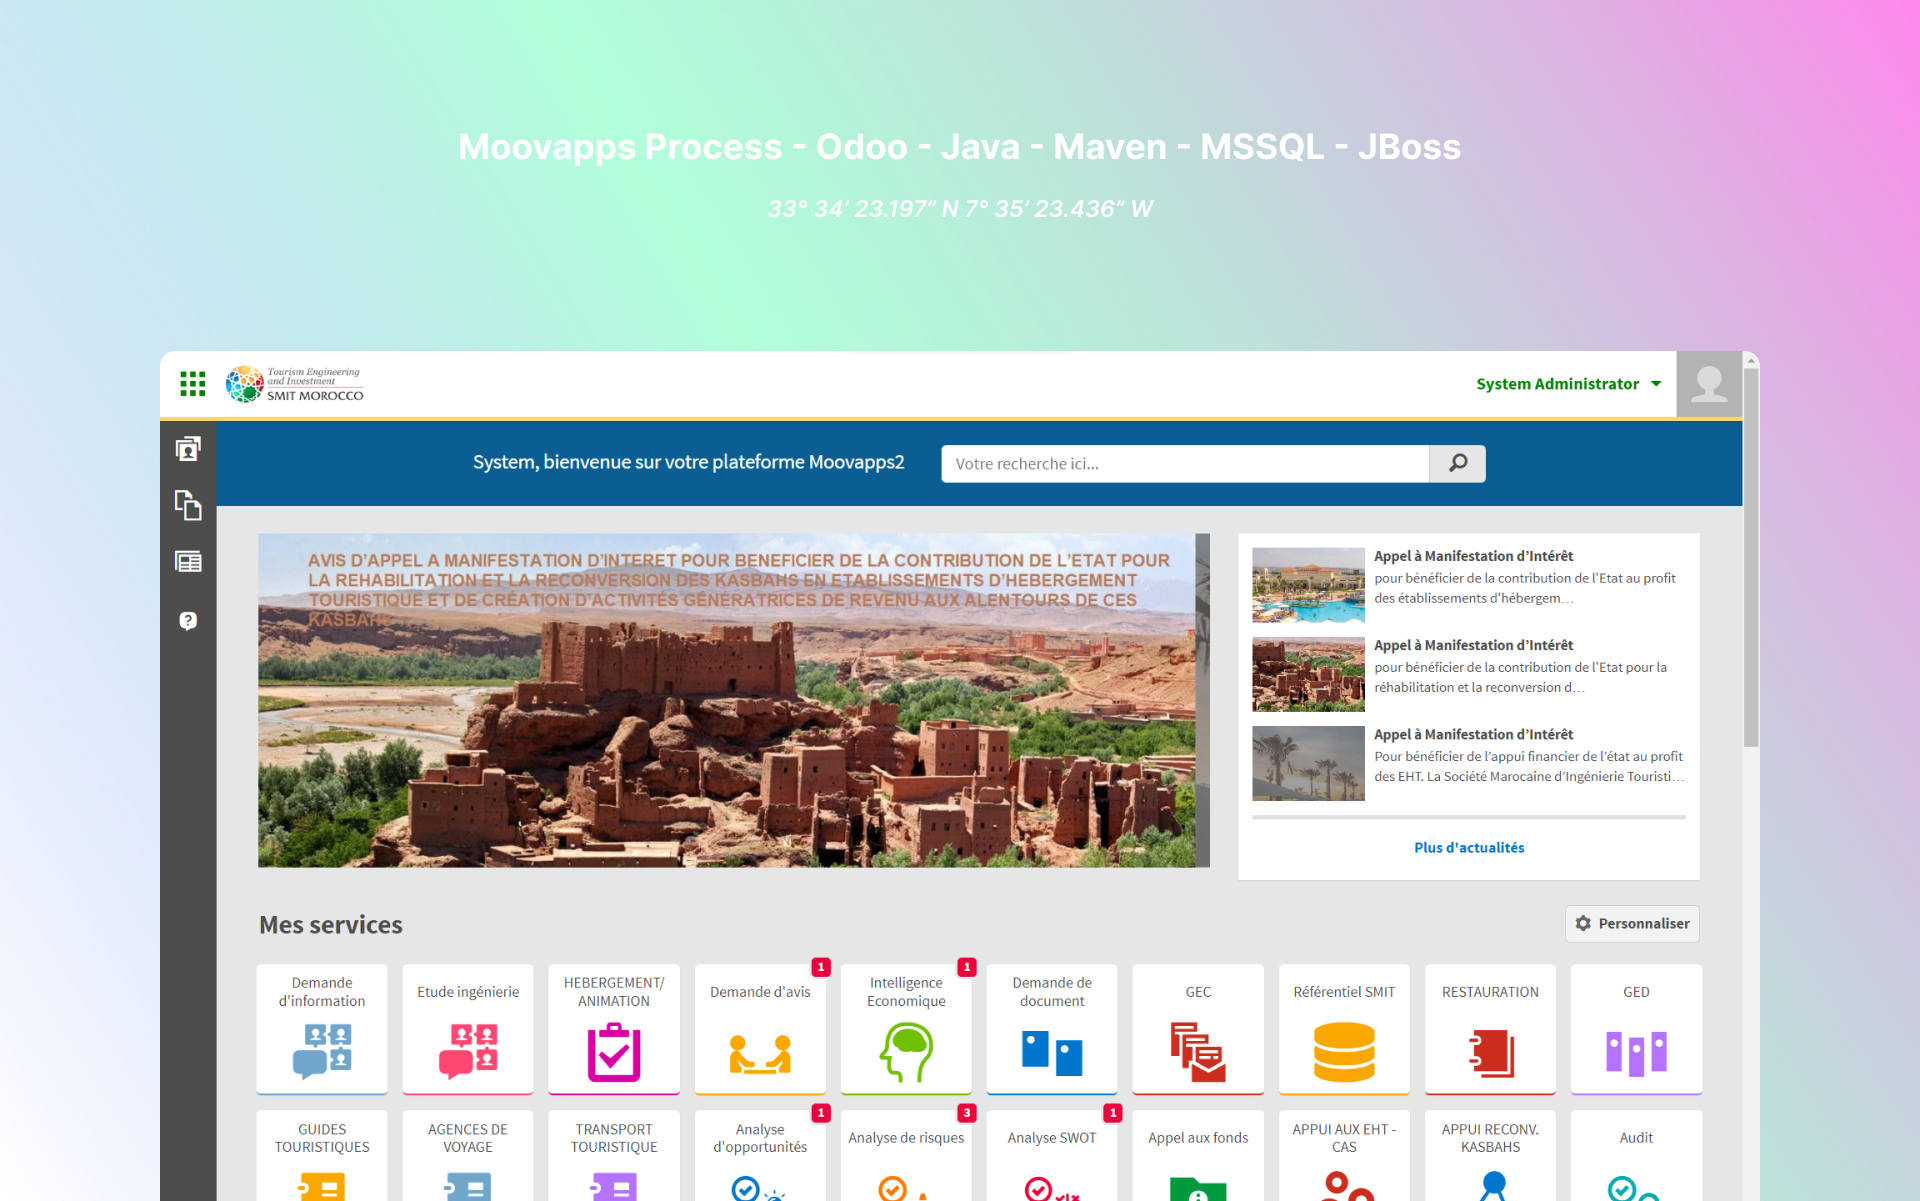 Moovapps Process - Odoo - Java - Maven - MSSQL - JBoss
33° 34′ 23.197″ N 7° 35′ 23.436″ W
Tourism Engineering
and Investment
SMIT MOROCCO
System Administrator
System, bienvenue sur votre plateforme Moovapps2
Votre recherche ici...
AVIS D'APPEL A MANIFESTATION D'INTERET POUR BENEFICIER DE LA CONTRIBUTION DE L'ETAT POUR
LA REHABILITATION ET LA RECONVERSION DES KASBAHS EN ETABLISSEMENTS D'HEBERGEMENT
TOURISTIQUE ET DE CRÉATION D'ACTIVITÉS GÉNÉRATRICES DE REVENU AUX ALENTOURS DE CES
KASBAHS
Appel à Manifestation d'Intérêt
pour bénéficier de la contribution de l'Etat au profit
des établissements d'hébergem…
Appel à Manifestation d'Intérêt
pour bénéficier de la contribution de l'Etat pour la
réhabilitation et la reconversion d…
Appel à Manifestation d'Intérêt
Pour bénéficier de l'appui financier de l'état au profit
des EHT. La Société Marocaine d'Ingénierie Touristi…
Plus d'actualités
Mes services
Personnaliser
Demande
d'information
Etude ingénierie
HEBERGEMENT/
ANIMATION
1
Demande d'avis
1
Intelligence
Economique
Demande de
document
GEC
Référentiel SMIT
RESTAURATION
GED
GUIDES
TOURISTIQUES
AGENCES DE
VOYAGE
TRANSPORT
TOURISTIQUE
1
Analyse
d'opportunités
3
Analyse de risques
1
Analyse SWOT
Appel aux fonds
APPUI AUX EHT -
CAS
APPUI RECONV.
KASBAHS
Audit